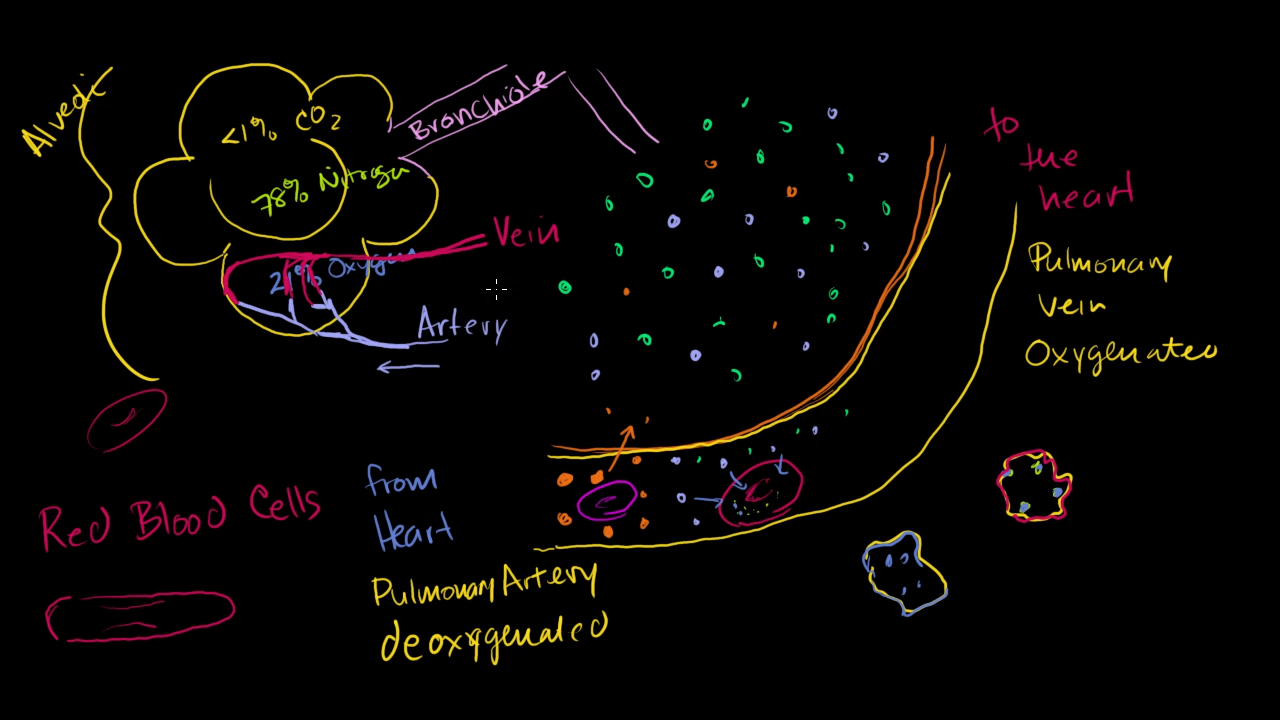 Alveoli
<1% CO2
78% Nitrogen
21% Oxygen
Bronchiole
Vein
Artery
to
the
heart
Pulmonary
vein
Oxygenated
Red Blood Cells
from
Heart
Pulmonary Artery
deoxygenated